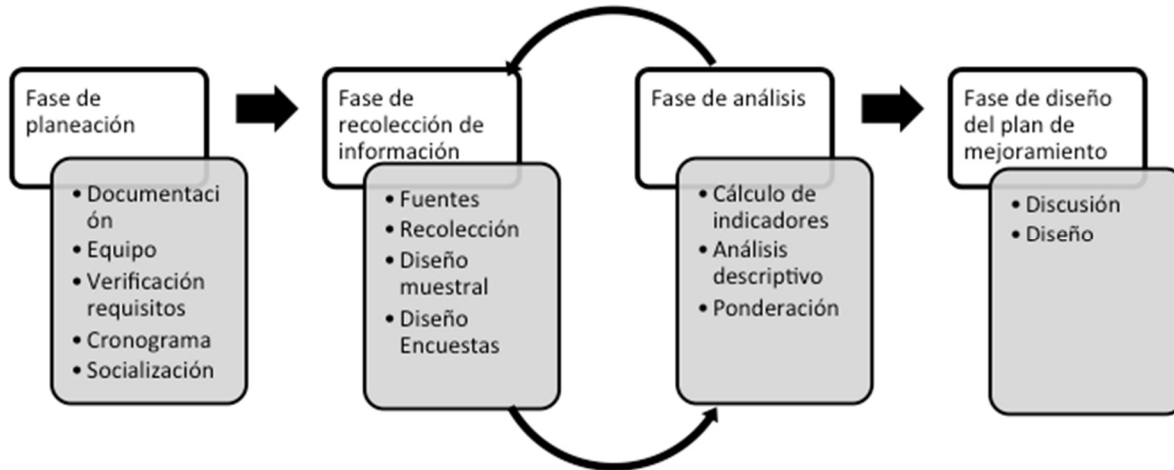 Fase de
planeación
• Documentaci
ón
• Equipo
• Verificación
requisitos
• Cronograma
• Socialización
Fase de
recolección de
información
• Fuentes
• Recolección
• Diseño
muestral
• Diseño
Encuestas
Fase de análisis
• Cálculo de
indicadores
• Análisis
descriptivo
• Ponderación
Fase de diseño
del plan de
mejoramiento
• Discusión
• Diseño